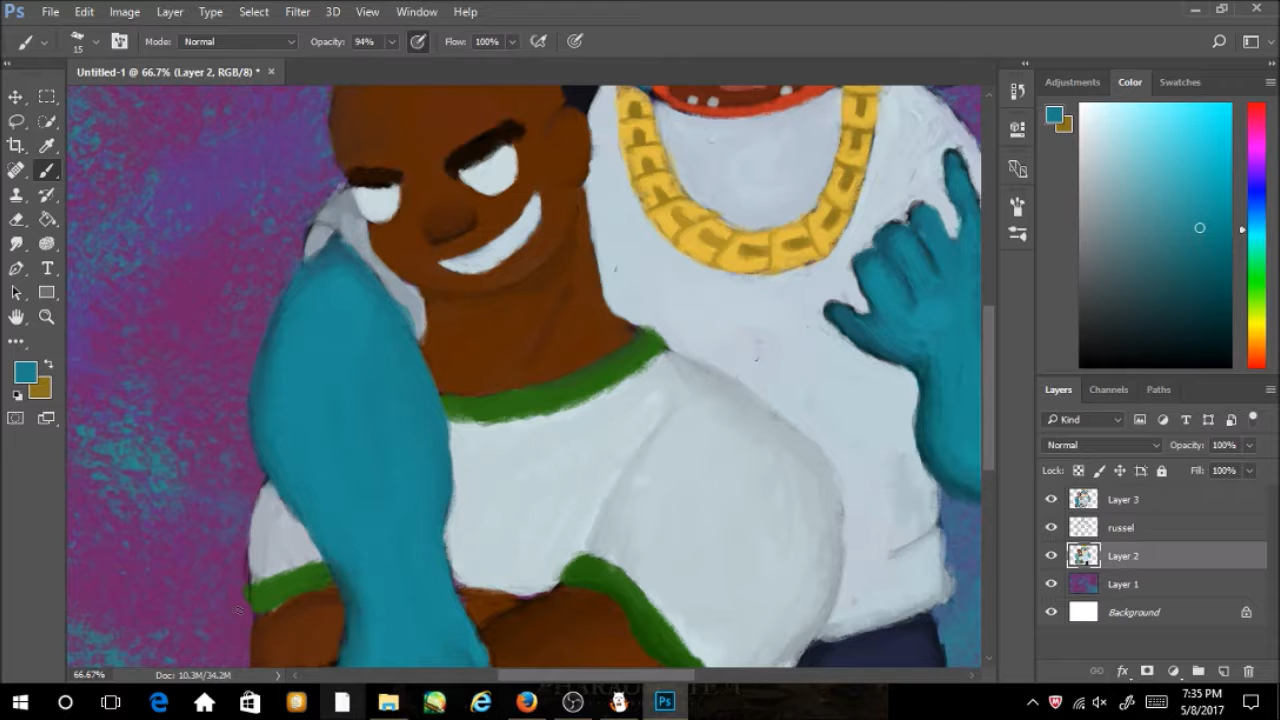 Ps File Edit Image Layer Type Select Filter 3D View Window Help
15 Mode: Normal Opacity: 94% Flow: 100%
Untitled-1 @ 66.7% (Layer 2, RGB/8) * ×
Adjustments Color Swatches
Layers Channels Paths
Kind
Normal Opacity: 100%
Lock: Fill: 100%
Layer 3
russel
Layer 2
Layer 1
Background
66.67% Doc: 10.3M/34.2M
fx
Ps
7:35 PM
5/8/2017